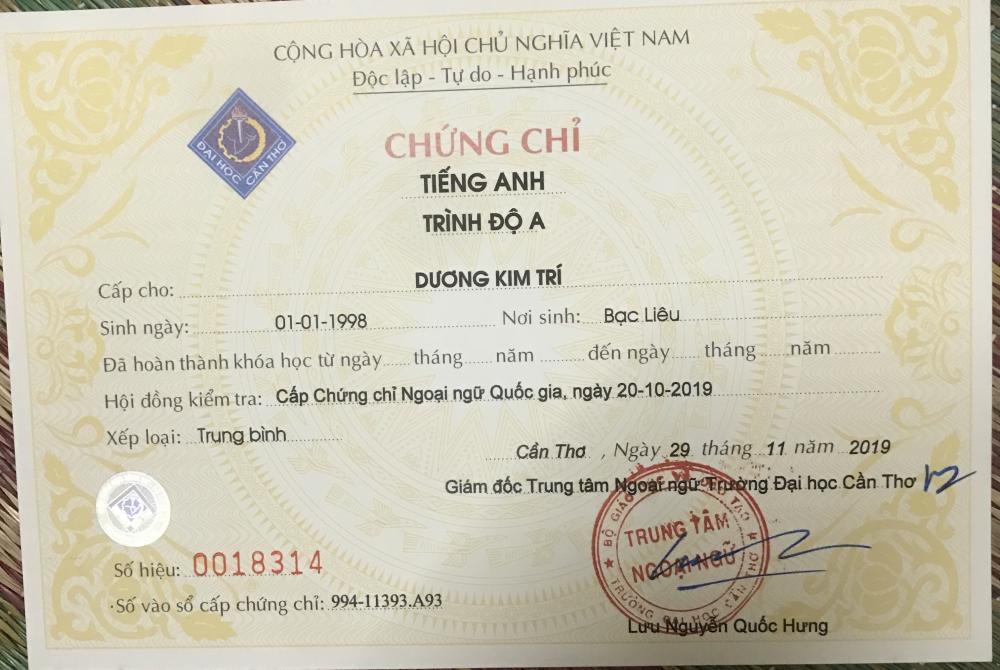 CỘNG HÒA XÃ HỘI CHỦ NGHĨA VIỆT NAM
Độc lập - Tự do - Hạnh phúc
ĐẠI HỌC CẦN THƠ
CHỨNG CHỈ
TIẾNG ANH
TRÌNH ĐỘ A
Cấp cho: DƯƠNG KIM TRÍ
Sinh ngày: 01-01-1998 Nơi sinh: Bạc Liêu
Đã hoàn thành khóa học từ ngày...... tháng...... năm .......... đến ngày...... tháng ......năm ..........
Hội đồng kiểm tra: Cấp Chứng chỉ Ngoại ngữ Quốc gia, ngày 20-10-2019
Xếp loại: Trung bình
Cần Thơ , Ngày 29 tháng 11 năm 2019
Giám đốc Trung tâm Ngoại ngữ Trường Đại học Cần Thơ
BỘ GIÁO DỤC VÀ ĐÀO TẠO
TRUNG TÂM
NGOẠI NGỮ
TRƯỜNG ĐẠI HỌC CẦN THƠ
Số hiệu: 0018314
Số vào sổ cấp chứng chỉ: 994-11393.A93
Lưu Nguyễn Quốc Hưng